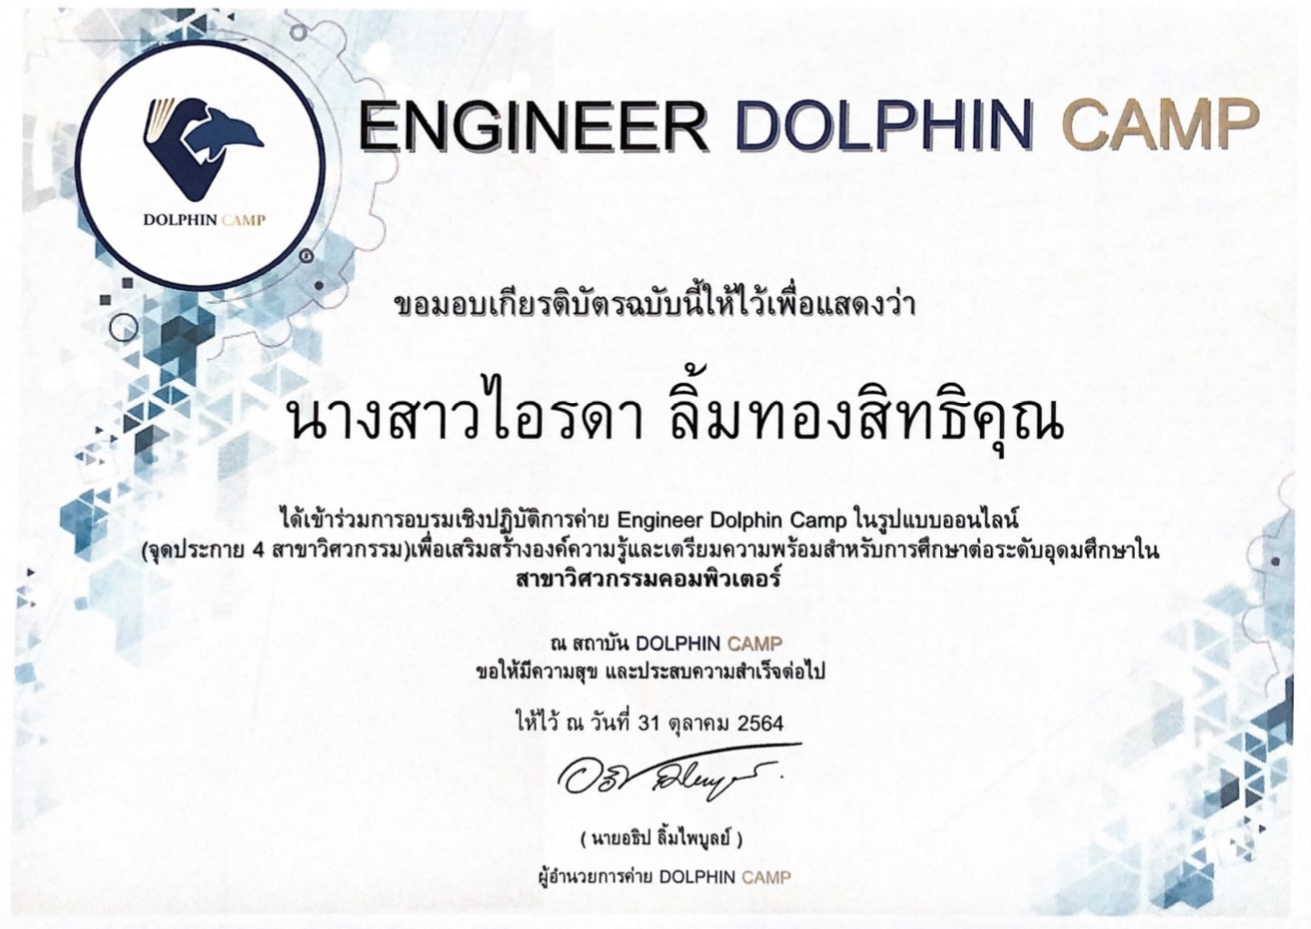 DOLPHIN CAMP
ENGINEER DOLPHIN CAMP
ขอมอบเกียรติบัตรฉบับนี้ให้ไว้เพื่อแสดงว่า
นางสาวไอรดา ลิ้มทองสิทธิคุณ
ได้เข้าร่วมการอบรมเชิงปฏิบัติการค่าย Engineer Dolphin Camp ในรูปแบบออนไลน์
(จุดประกาย 4 สาขาวิศวกรรม)เพื่อเสริมสร้างองค์ความรู้และเตรียมความพร้อมสำหรับการศึกษาต่อระดับอุดมศึกษาใน
สาขาวิศวกรรมคอมพิวเตอร์
ณ สถาบัน DOLPHIN CAMP
ขอให้มีความสุข และประสบความสำเร็จต่อไป
ให้ไว้ ณ วันที่ 31 ตุลาคม 2564
( นายอธิป ลิ้มไพบูลย์ )
ผู้อำนวยการค่าย DOLPHIN CAMP